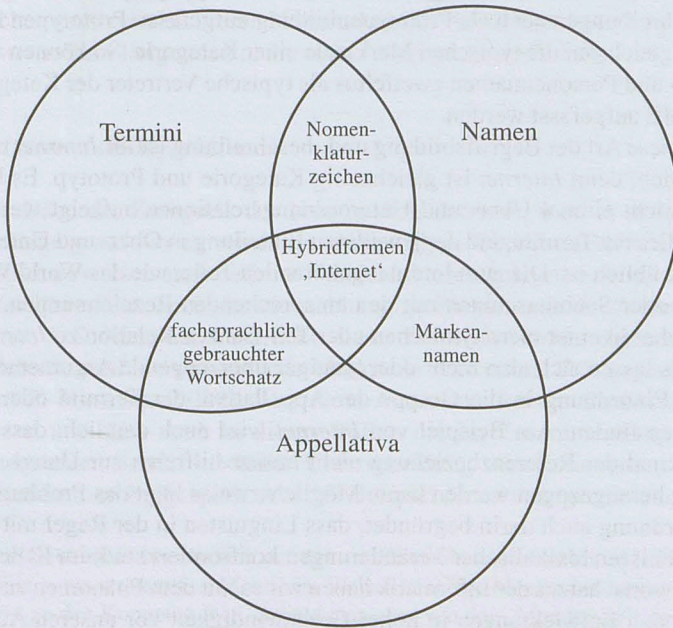 Termini
Namen
Nomen-
klatur-
zeichen
Hybridformen
‚Internet‘
fachsprachlich
gebrauchter
Wortschatz
Marken-
namen
Appellativa